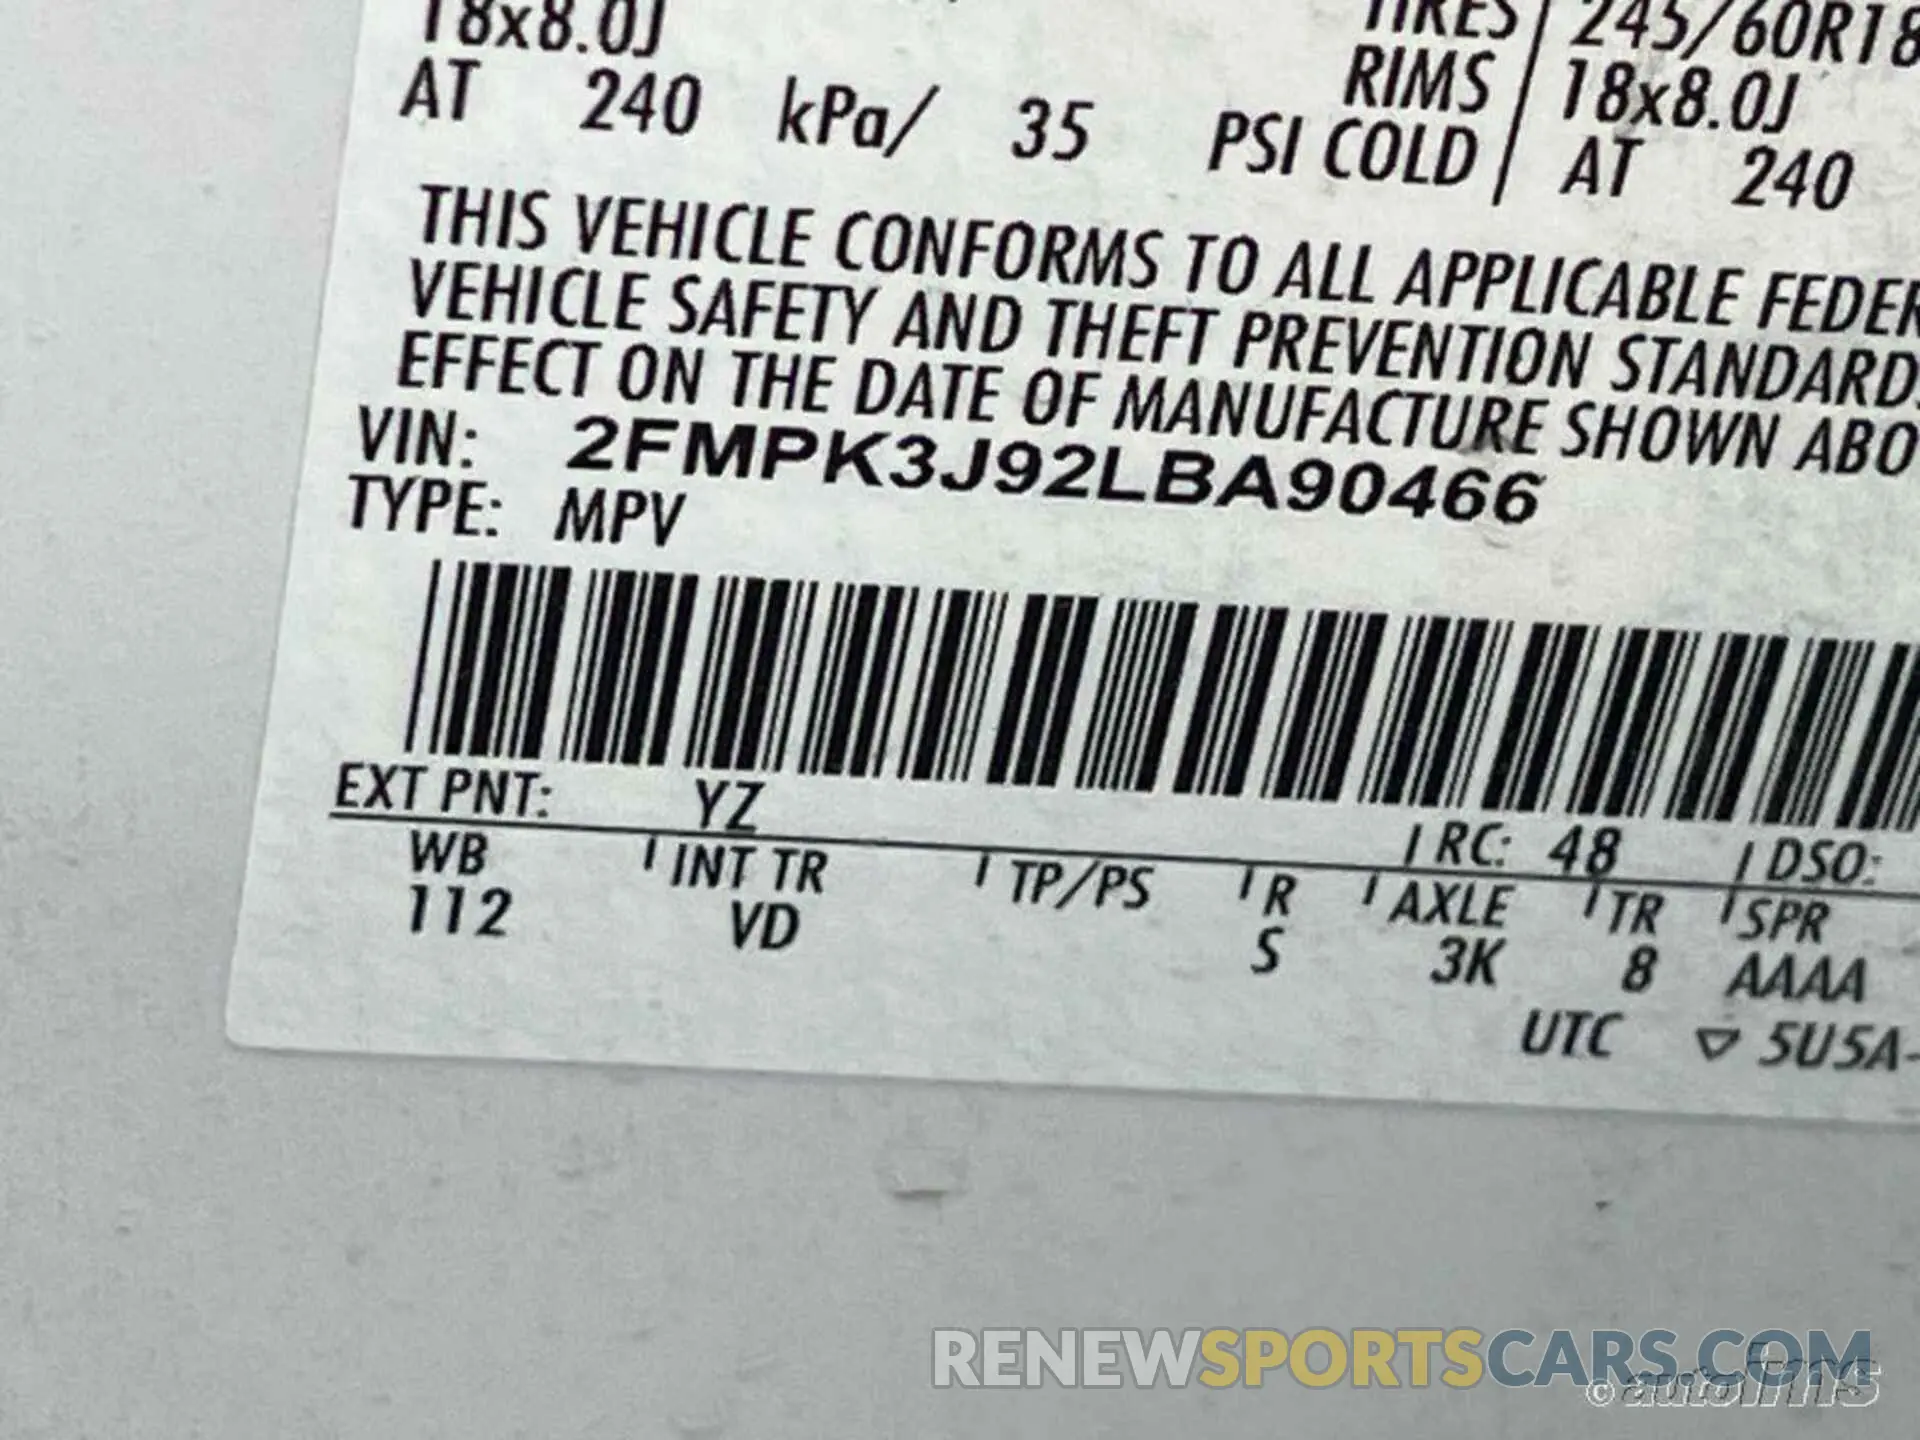 18x8.0J
TIRES 245/60R18
RIMS 18x8.0J
AT 240 kPa/ 35 PSI COLD AT 240
THIS VEHICLE CONFORMS TO ALL APPLICABLE FEDER
VEHICLE SAFETY AND THEFT PREVENTION STANDARDS
EFFECT ON THE DATE OF MANUFACTURE SHOWN ABO
VIN: 2FMPK3J92LBA90466
TYPE: MPV
EXT PNT: YZ RC: 48 DSO:
WB INT TR TP/PS R AXLE TR SPR
112 VD S 3K 8 AAAA
UTC ▽ 5U5A-
RENEWSPORTSCARS.COM
© autoIMS